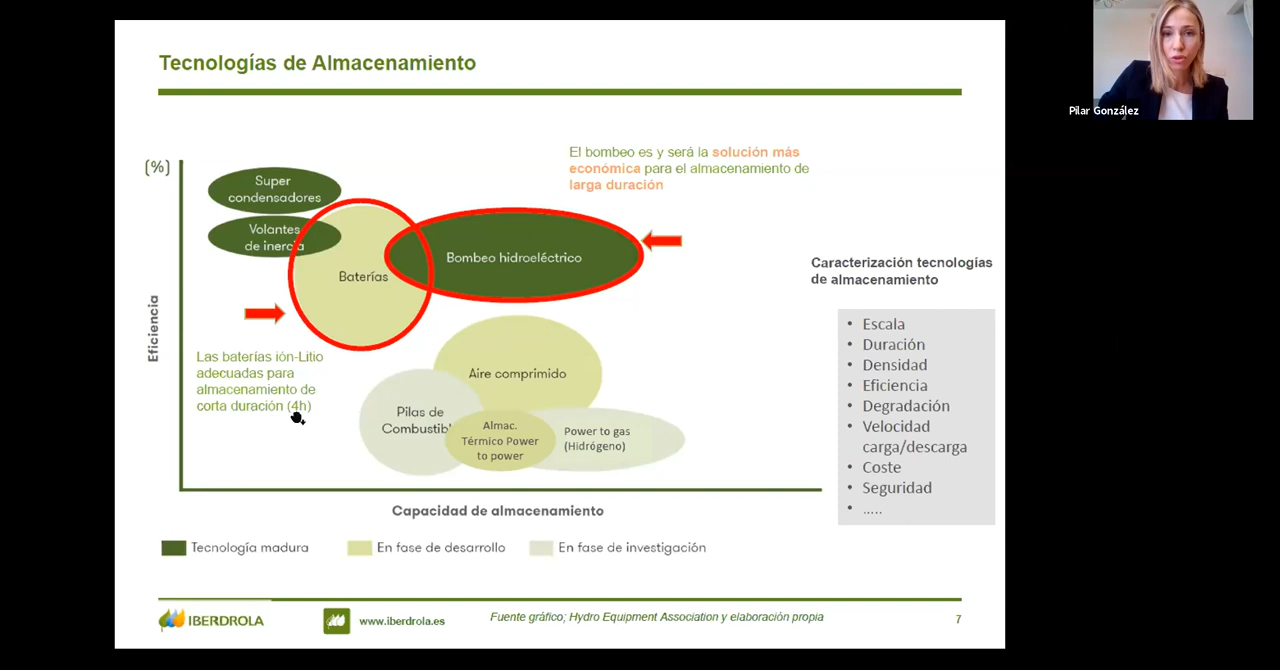 Pilar González
Tecnologías de Almacenamiento
El bombeo es y será la solución más
económica para el almacenamiento de
larga duración
(%)
Super
condensadores
Volantes
de inercia
Baterías
Bombeo hidroeléctrico
Eficiencia
Las baterías ión-Litio
adecuadas para
almacenamiento de
corta duración (4h)
Aire comprimido
Pilas de
Combustibl
Almac.
Térmico Power
to power
Power to gas
(Hidrógeno)
Capacidad de almacenamiento
Caracterización tecnologías
de almacenamiento
• Escala
• Duración
• Densidad
• Eficiencia
• Degradación
• Velocidad
carga/descarga
• Coste
• Seguridad
• .....
Tecnología madura
En fase de desarrollo
En fase de investigación
IBERDROLA
www.iberdrola.es
Fuente gráfico; Hydro Equipment Association y elaboración propia
7